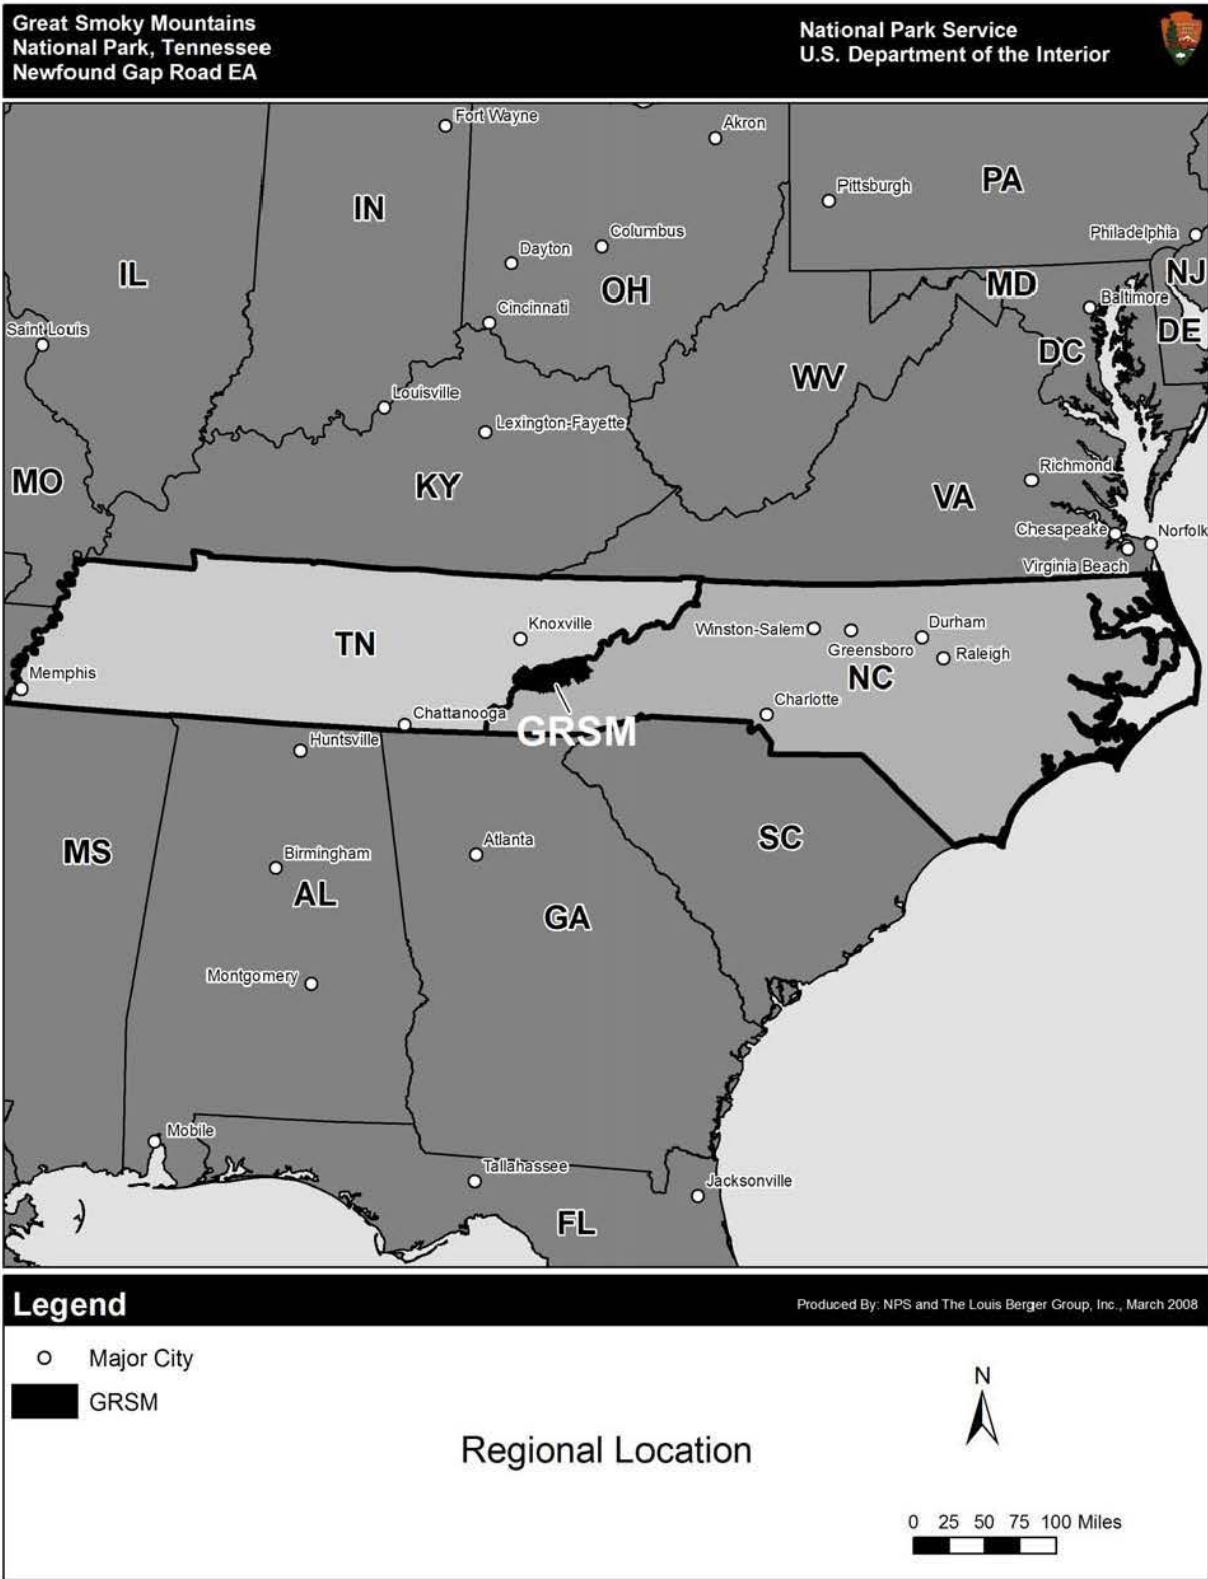 Great Smoky Mountains
National Park, Tennessee
Newfound Gap Road EA
National Park Service
U.S. Department of the Interior
Fort Wayne
Akron
IN
Pittsburgh
PA
Columbus
Philadelphia
Dayton
IL
OH
MD
NJ
Cincinnati
Baltimore
Saint Louis
DE
DC
WV
Louisville
Lexington-Fayette
Richmond
MO
KY
VA
Chesapeake
Norfolk
Virginia Beach
Knoxville
Winston-Salem
Durham
TN
Greensboro
Raleigh
Memphis
NC
Charlotte
Chattanooga
GRSM
Huntsville
MS
Birmingham
Atlanta
SC
AL
GA
Montgomery
Mobile
Tallahassee
Jacksonville
FL
Legend
Produced By: NPS and The Louis Berger Group, Inc., March 2008
Major City
GRSM
N
Regional Location
0 25 50 75 100 Miles